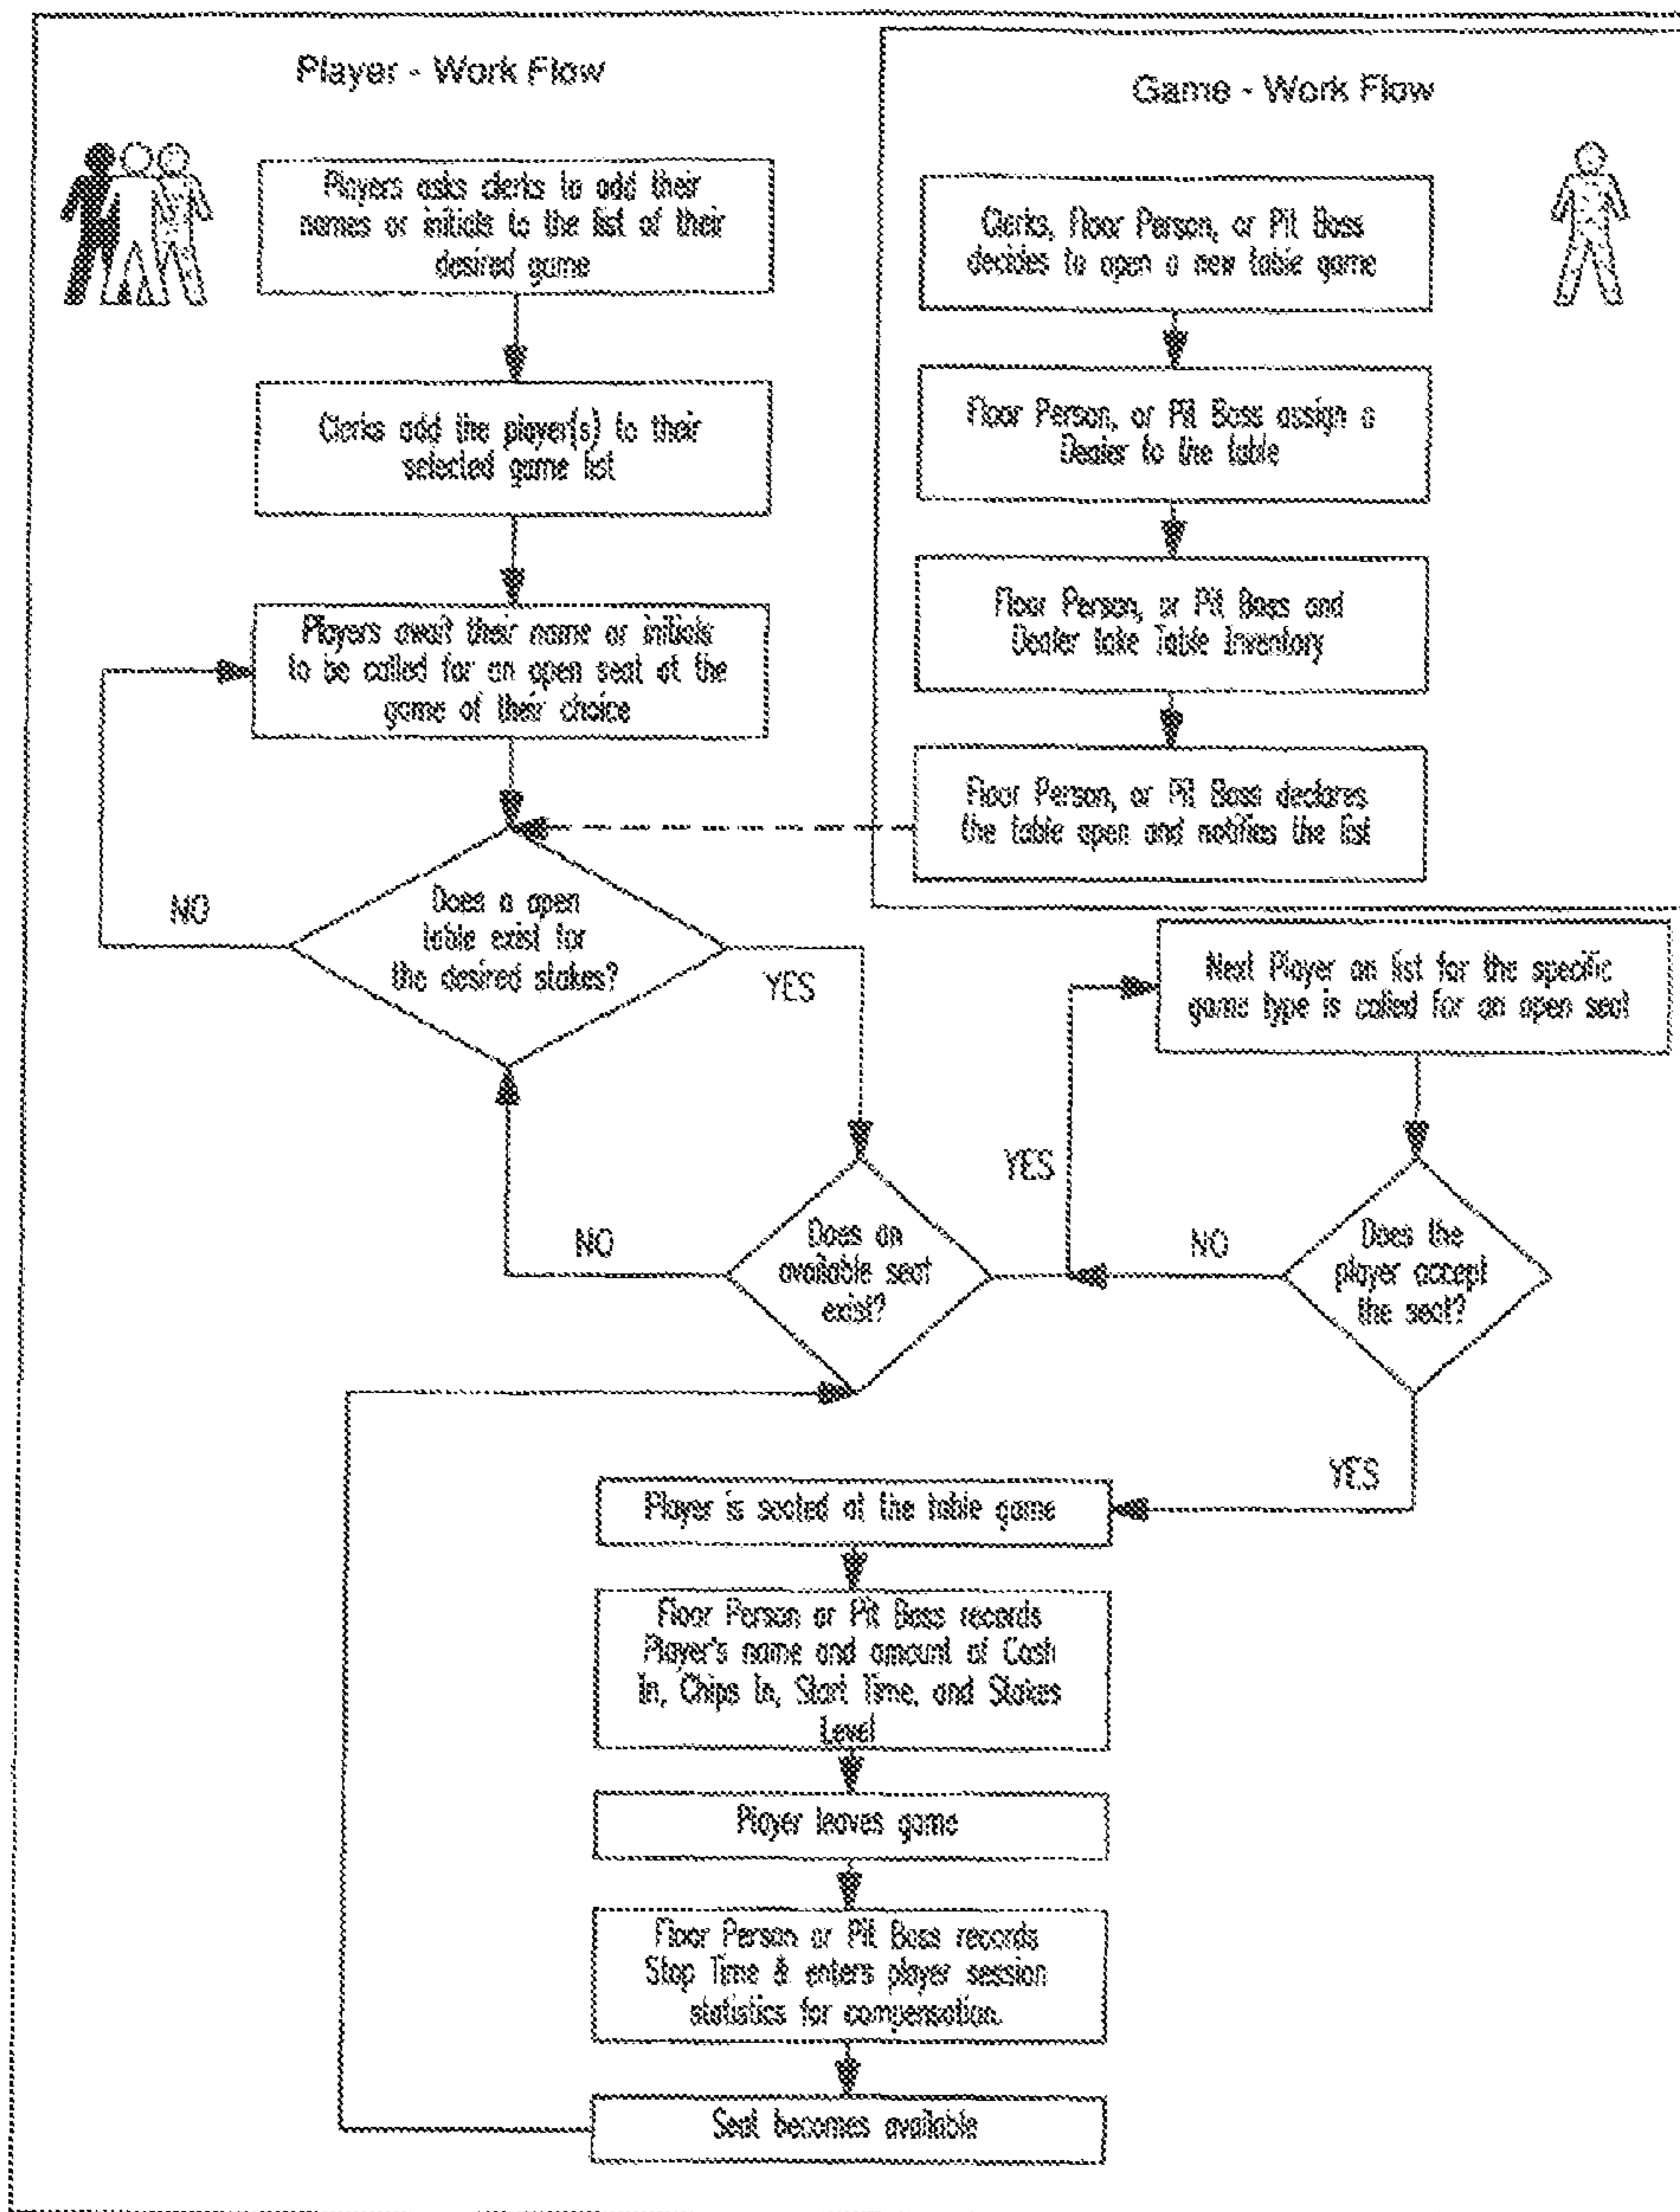 Player - Work Flow
Players asks clerks to add their
names or initials to the list of their
desired game
Clerks add the player(s) to their
selected game list
Players await their name or initials
to be called for an open seat at the
game of their choice
Does a open
table exist for
the desired stakes?
NO
YES
Game - Work Flow
Clerks, Floor Person, or Pit Boss
decides to open a new table game
Floor Person, or Pit Boss assign a
Dealer to the table
Floor Person, or Pit Boss and
Dealer take Table Inventory
Floor Person, or Pit Boss declares
the table open and notifies the list
Next Player on list for the specific
game type is called for an open seat
Does an
available seat
exist?
NO
YES
Does the
player accept
the seat?
NO
YES
Player is seated at the table game
Floor Person or Pit Boss records
Player's name and amount of Cash
In, Chips In, Start Time, and Stakes
Level
Player leaves game
Floor Person or Pit Boss records
Stop Time & enters player session
statistics for compensation.
Seat becomes available